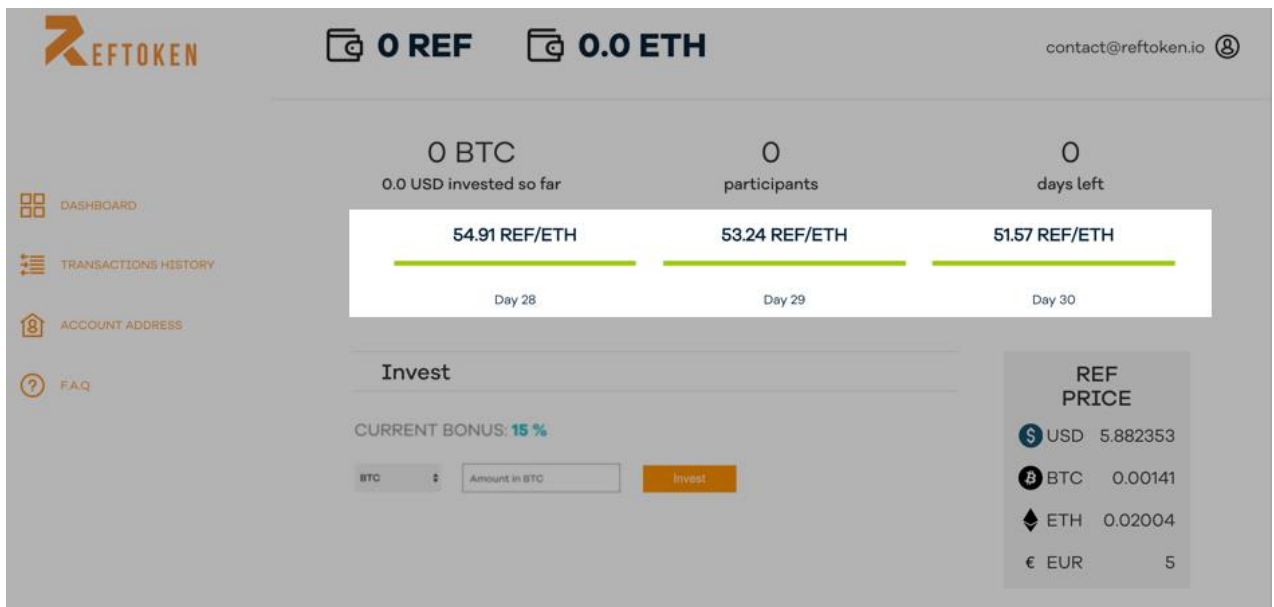 REFTOKEN
0 REF
0.0 ETH
contact@reftoken.io
0 BTC
0
0
0.0 USD invested so far
participants
days left
DASHBOARD
54.91 REF/ETH
53.24 REF/ETH
51.57 REF/ETH
TRANSACTIONS HISTORY
Day 28
Day 29
Day 30
ACCOUNT ADDRESS
F.A.Q
Invest
CURRENT BONUS: 15 %
BTC
Amount in BTC
Invest
REF
PRICE
$ USD 5.882353
BTC 0.00141
ETH 0.02004
€ EUR 5